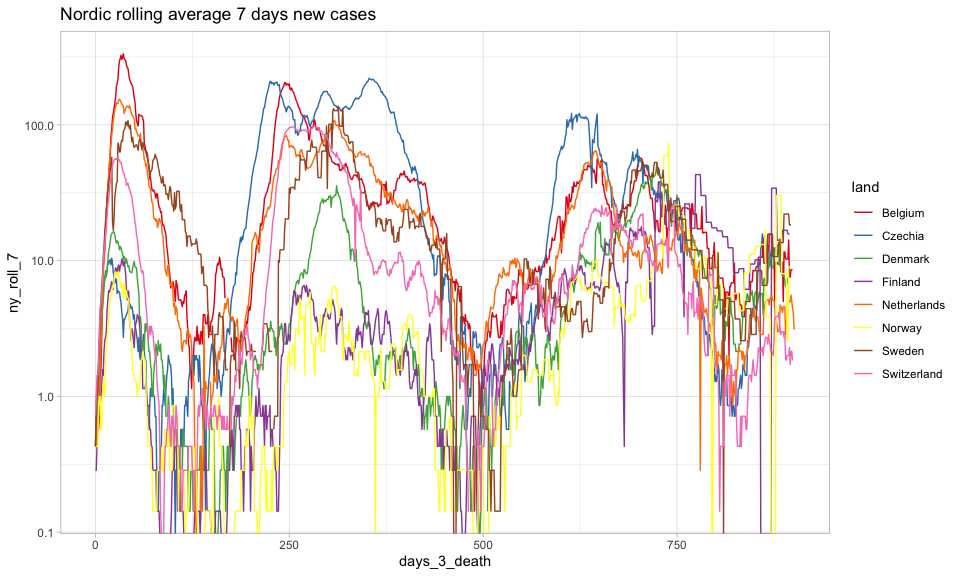 Nordic rolling average 7 days new cases
ny_roll_7
100.0
10.0
1.0
0.1
0
250
500
750
days_3_death
land
Belgium
Czechia
Denmark
Finland
Netherlands
Norway
Sweden
Switzerland